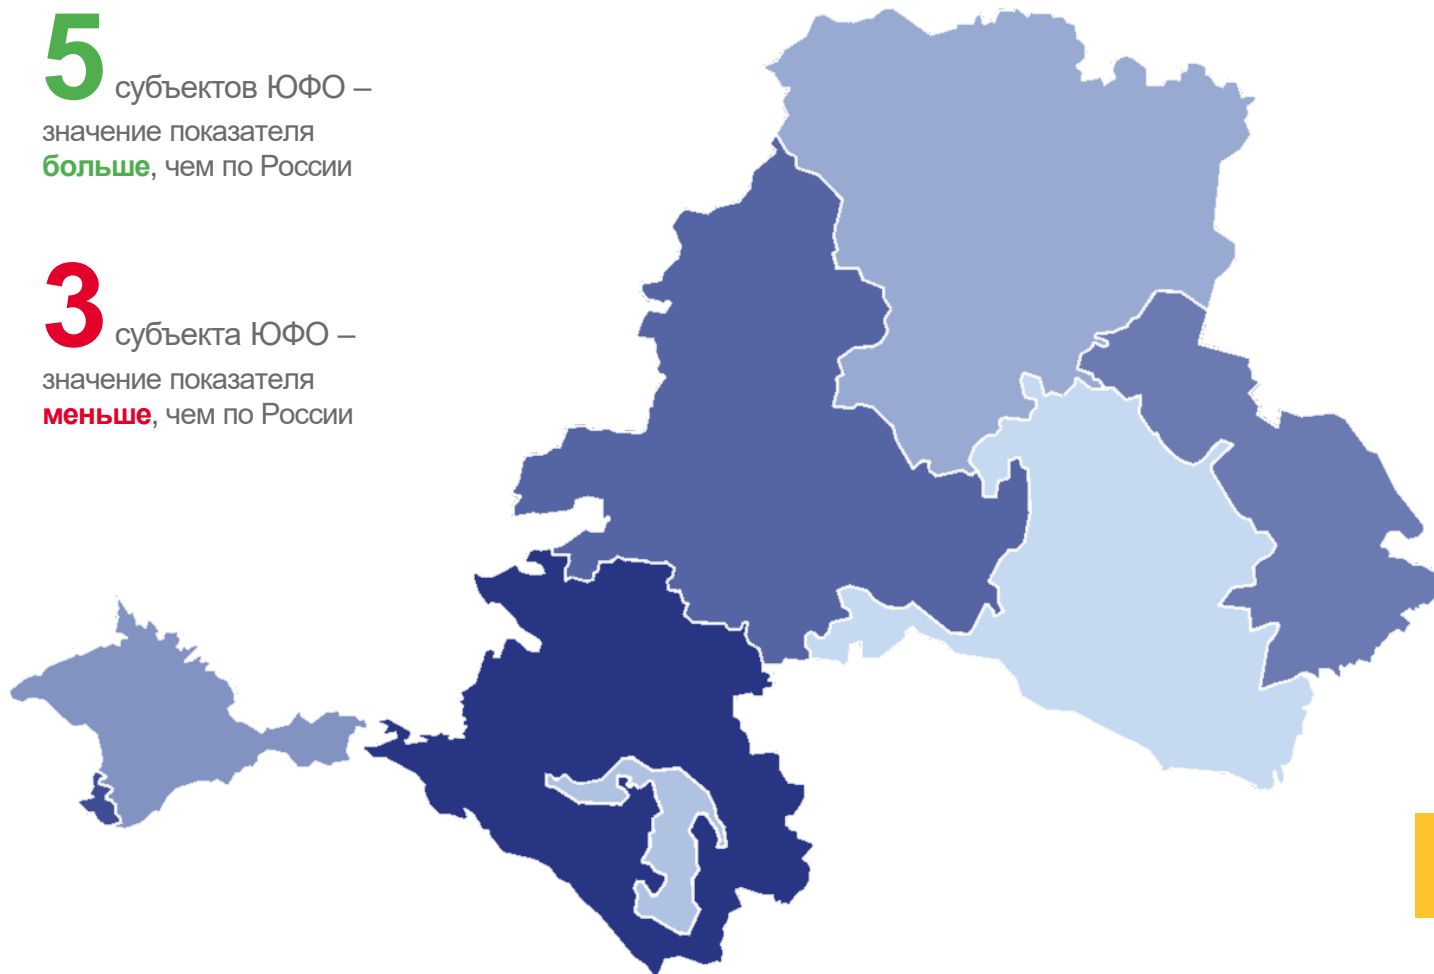 5 субъектов ЮФО –
значение показателя
больше, чем по России
3 субъекта ЮФО –
значение показателя
меньше, чем по России